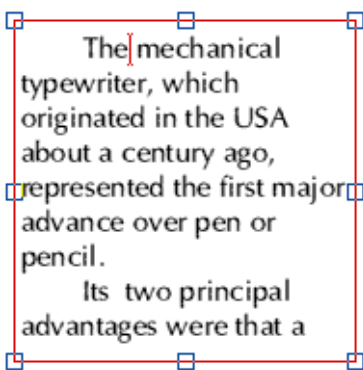 The mechanical
typewriter, which
originated in the USA
about a century ago,
represented the first major
advance over pen or
pencil.
Its  two principal
advantages were that a